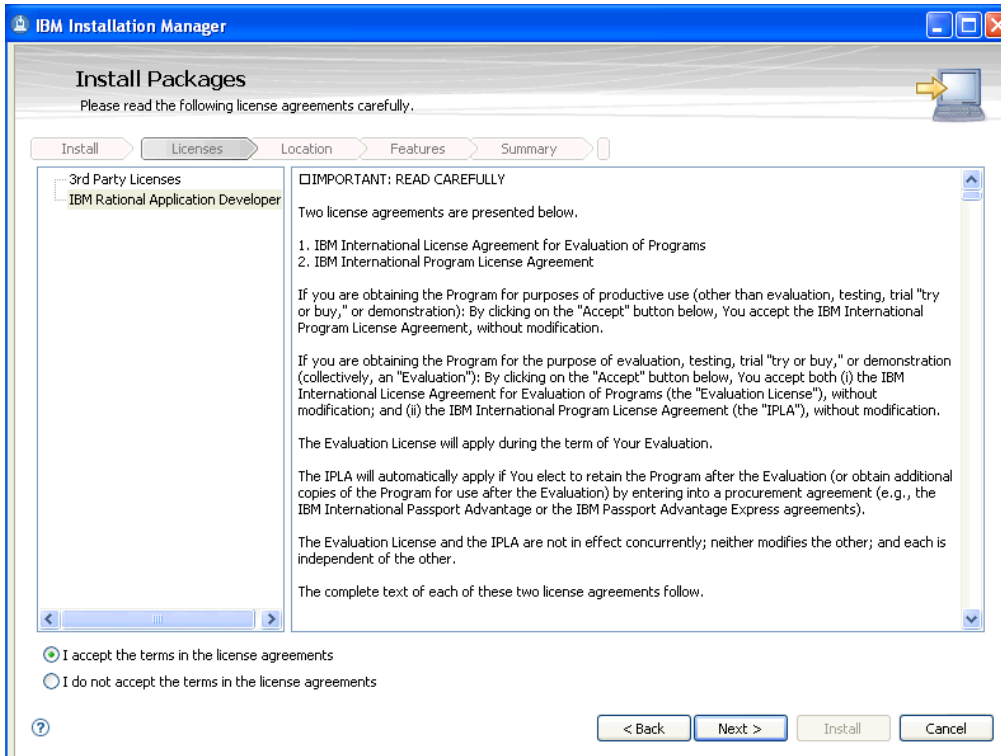 IBM Installation Manager
Install Packages
Please read the following license agreements carefully.
Install
Licenses
Location
Features
Summary
3rd Party Licenses
IBM Rational Application Developer
IMPORTANT: READ CAREFULLY
Two license agreements are presented below.
1. IBM International License Agreement for Evaluation of Programs
2. IBM International Program License Agreement
If you are obtaining the Program for purposes of productive use (other than evaluation, testing, trial "try
or buy," or demonstration): By clicking on the "Accept" button below, You accept the IBM International
Program License Agreement, without modification.
If you are obtaining the Program for the purpose of evaluation, testing, trial "try or buy," or demonstration
(collectively, an "Evaluation"): By clicking on the "Accept" button below, You accept both (i) the IBM
International License Agreement for Evaluation of Programs (the "Evaluation License"), without
modification; and (ii) the IBM International Program License Agreement (the "IPLA"), without modification.
The Evaluation License will apply during the term of Your Evaluation.
The IPLA will automatically apply if You elect to retain the Program after the Evaluation (or obtain additional
copies of the Program for use after the Evaluation) by entering into a procurement agreement (e.g., the
IBM International Passport Advantage or the IBM Passport Advantage Express agreements).
The Evaluation License and the IPLA are not in effect concurrently; neither modifies the other; and each is
independent of the other.
The complete text of each of these two license agreements follow.
I accept the terms in the license agreements
I do not accept the terms in the license agreements
?
< Back
Next >
Install
Cancel